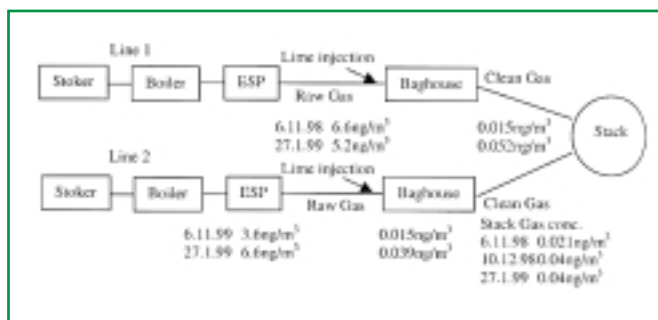 Line 1
Lime injection
Clean Gas
Stoker
Boiler
ESP
Raw Gas
Baghouse
Stack
6.11.98 6.6ng/m³
27.1.99 5.2ng/m³
0.015ng/m³
0.052ng/m³
Line 2
Lime injection
Stoker
Boiler
ESP
Raw Gas
Baghouse
Clean Gas
6.11.99 3.6ng/m³
27.1.99 6.6ng/m³
0.015ng/m³
0.039ng/m³
Stack Gas conc.
6.11.98 0.021ng/m³
10.12.98 0.04ng/m³
27.1.99 0.04ng/m³